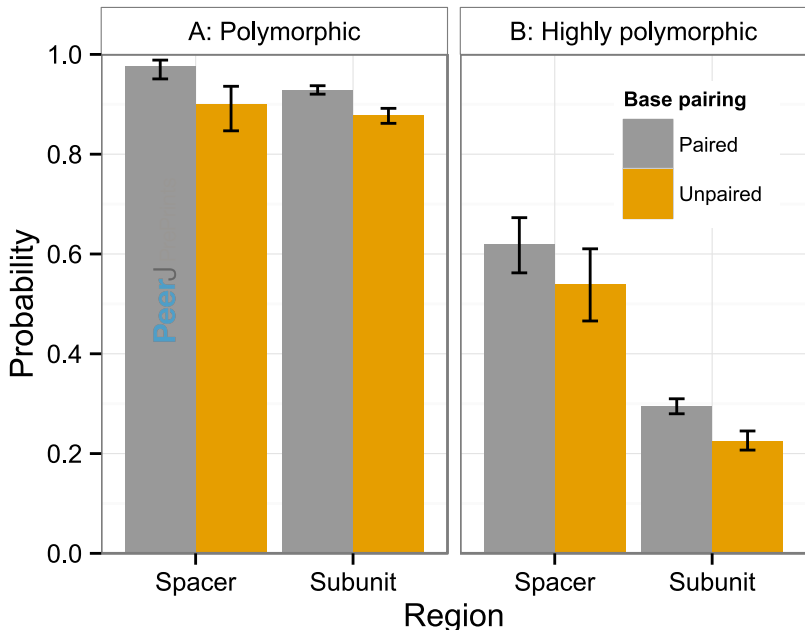 A: Polymorphic
B: Highly polymorphic
1.0
0.8
0.6
0.4
0.2
0.0
Probability
PeerJ
Base pairing
Paired
Unpaired
Spacer
Subunit
Spacer
Subunit
Region